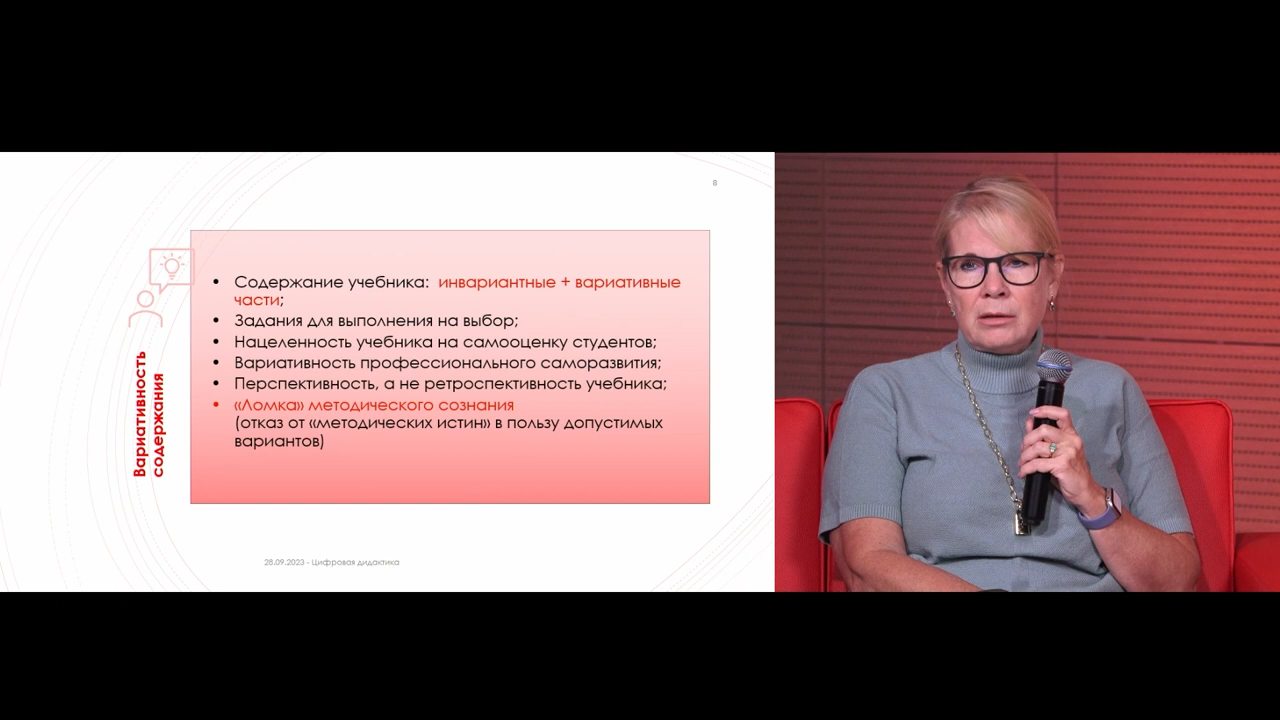 8
Вариативность
содержания
• Содержание учебника: инвариантные + вариативные
части;
• Задания для выполнения на выбор;
• Нацеленность учебника на самооценку студентов;
• Вариативность профессионального саморазвития;
• Перспективность, а не ретроспективность учебника;
• «Ломка» методического сознания
(отказ от «методических истин» в пользу допустимых
вариантов)
28.09.2023 - Цифровая дидактика